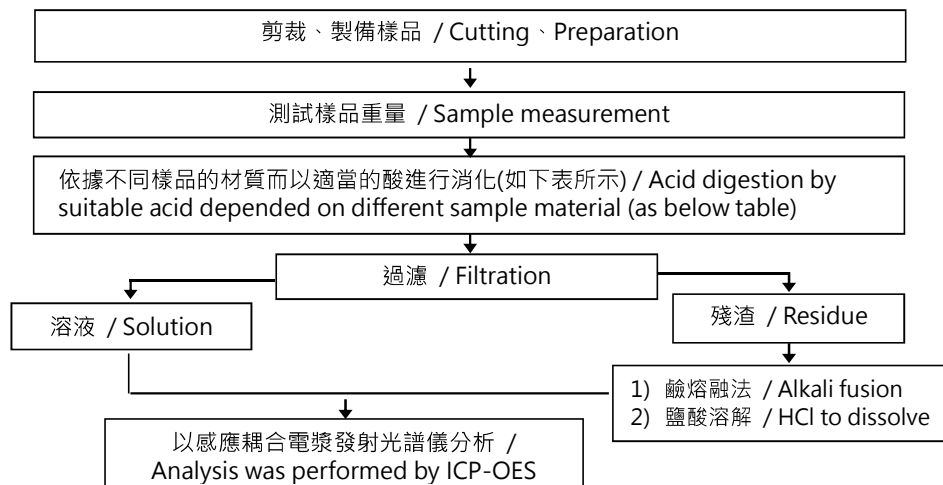 剪裁、製備樣品 / Cutting、Preparation
測試樣品重量 / Sample measurement
依據不同樣品的材質而以適當的酸進行消化(如下表所示) / Acid digestion by
suitable acid depended on different sample material (as below table)
過濾 / Filtration
溶液 / Solution
殘渣 / Residue
1) 鹼熔融法 / Alkali fusion
2) 鹽酸溶解 / HCl to dissolve
以感應耦合電漿發射光譜儀分析 /
Analysis was performed by ICP-OES